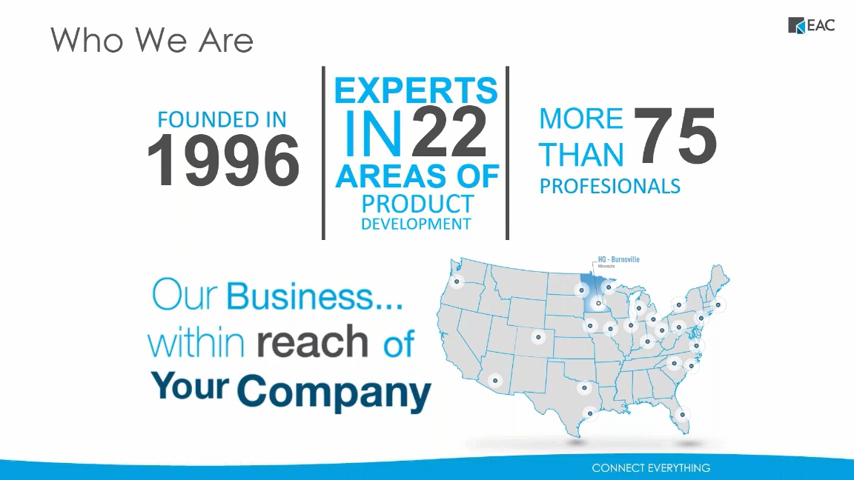 Who We Are
EAC
FOUNDED IN
1996
EXPERTS
IN 22
AREAS OF
PRODUCT
DEVELOPMENT
MORE
THAN 75
PROFESIONALS
Our Business...
within reach of
Your Company
HQ - Burnsville
Minnesota
CONNECT EVERYTHING